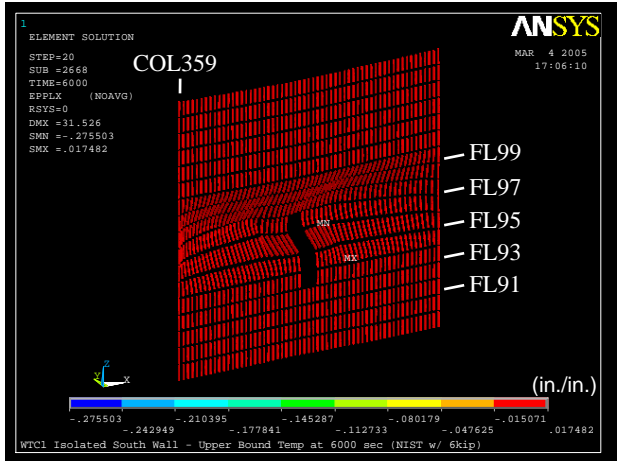 1
ANSYS
ELEMENT SOLUTION
MAR 4 2005
17:06:10
STEP=20
SUB =2668
TIME=6000
EPPLX (NOAVG)
RSYS=0
DMX =31.526
SMN =-.275503
SMX =.017482
COL359
FL99
FL97
FL95
FL93
FL91
MN
MX
Z
Y
X
(in./in.)
-.275503 -.210395 -.145287 -.080179 -.015071
-.242949 -.177841 -.112733 -.047625 .017482
WTC1 Isolated South Wall - Upper Bound Temp at 6000 sec (NIST w/ 6kip)